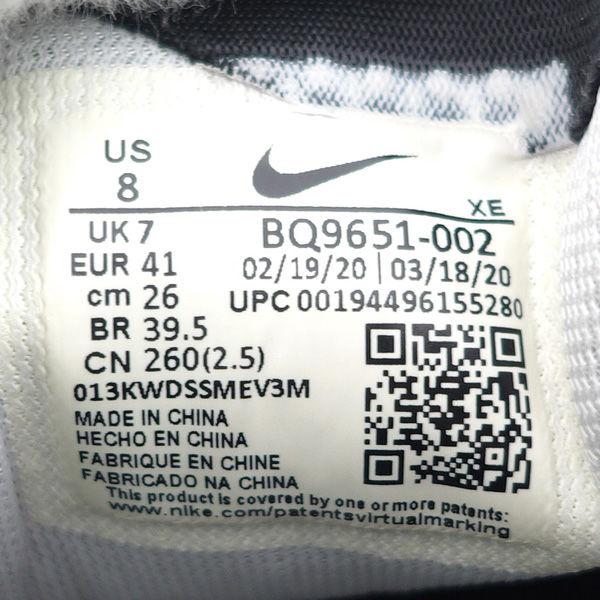 US
8
XE
UK 7
BQ9651-002
EUR 41
02/19/20 | 03/18/20
cm 26
UPC 00194496155280
BR 39.5
CN 260(2.5)
013KWDSSMEV3M
MADE IN CHINA
HECHO EN CHINA
FABRIQUE EN CHINE
FABRICADO NA CHINA
This product is covered by one or more patents:
www.nike.com/patentsvirtualmarking